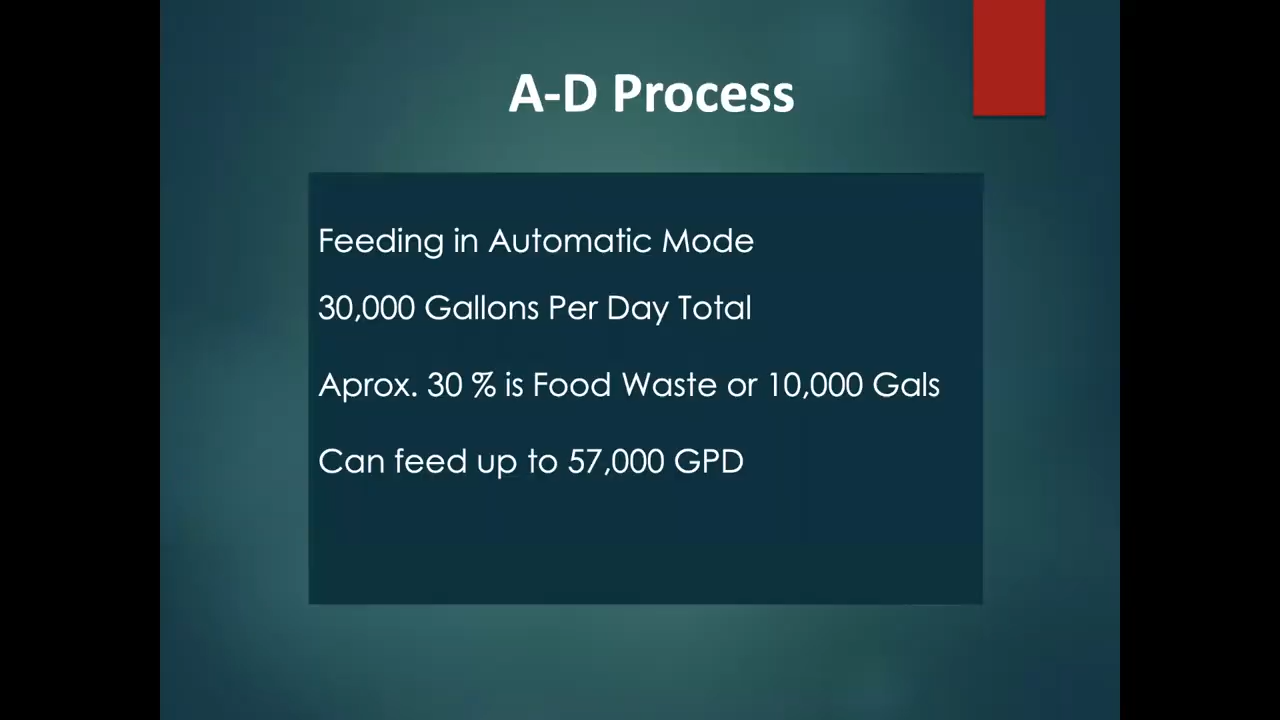 A-D Process
Feeding in Automatic Mode
30,000 Gallons Per Day Total
Aprox. 30 % is Food Waste or 10,000 Gals
Can feed up to 57,000 GPD